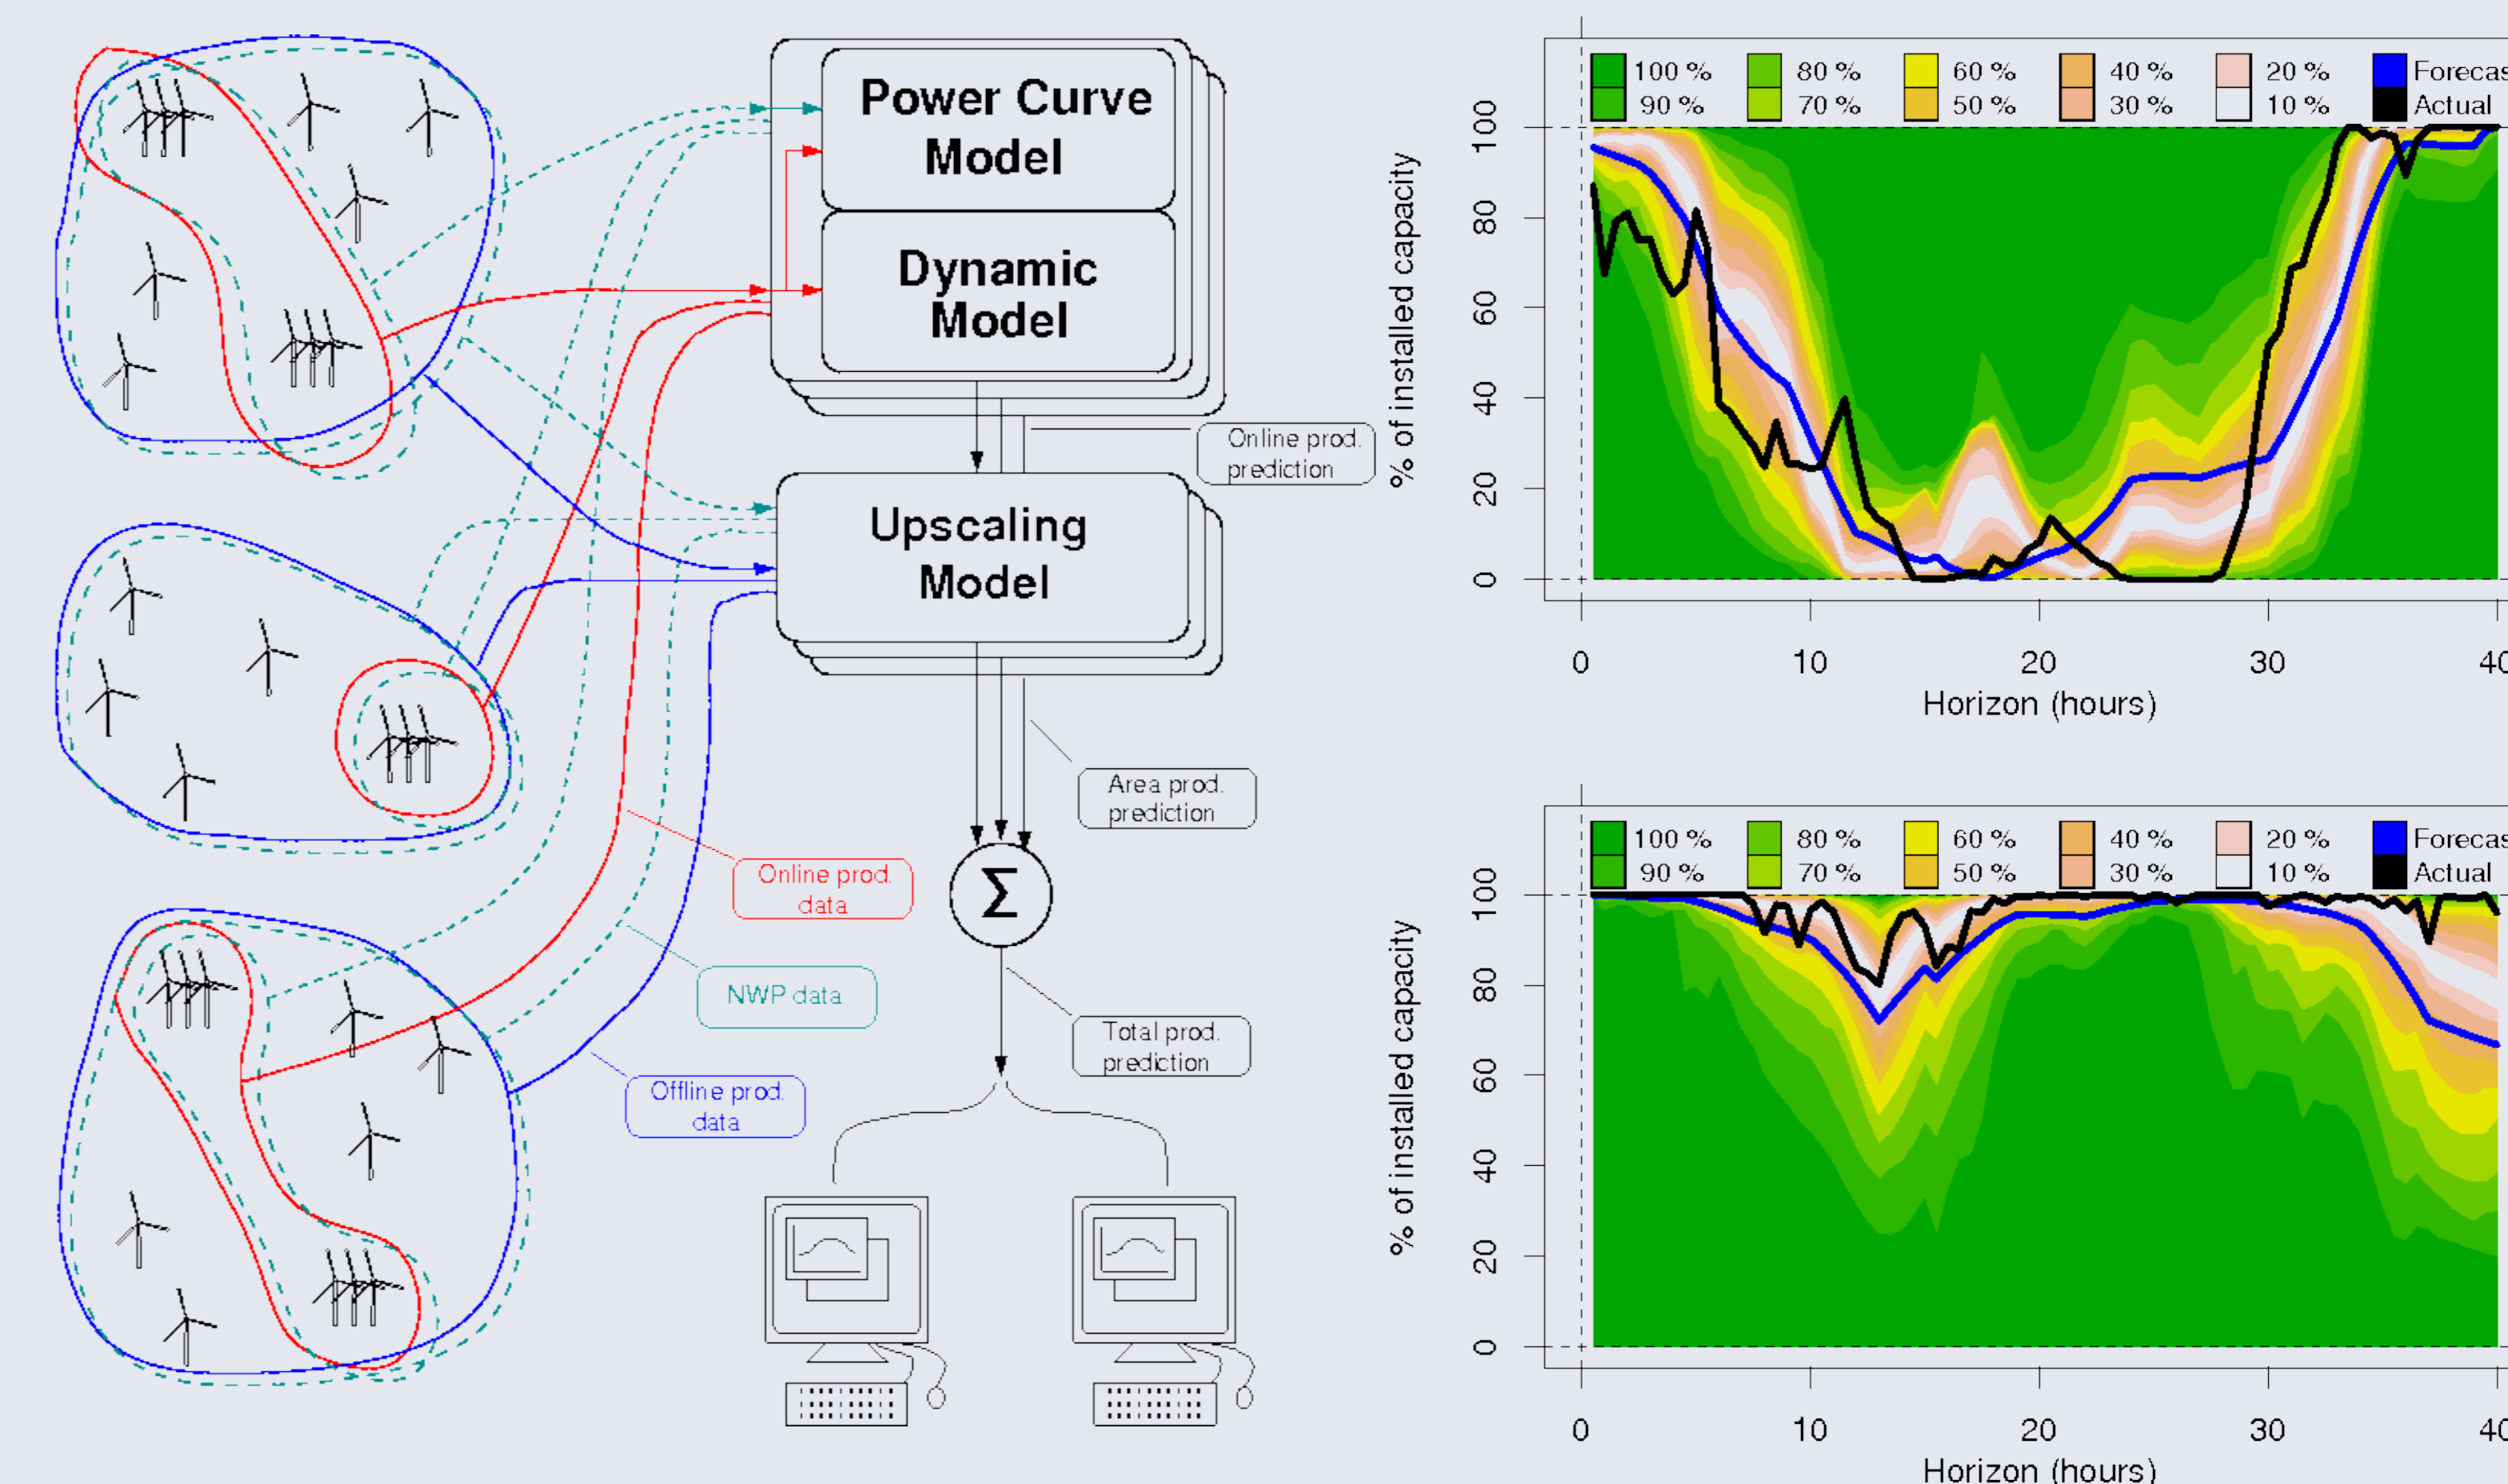 Power Curve
Model
Dynamic
Model
Online prod.
prediction
Upscaling
Model
Area prod.
prediction
Online prod.
data
Σ
NWP data
Total prod.
prediction
Offline prod.
data
100 % 80 % 60 % 40 % 20 % Forecas
90 % 70 % 50 % 30 % 10 % Actual
% of installed capacity
100
80
60
40
20
0
0 10 20 30 40
Horizon (hours)
100 % 80 % 60 % 40 % 20 % Forecas
90 % 70 % 50 % 30 % 10 % Actual
% of installed capacity
100
80
60
40
20
0
0 10 20 30 40
Horizon (hours)